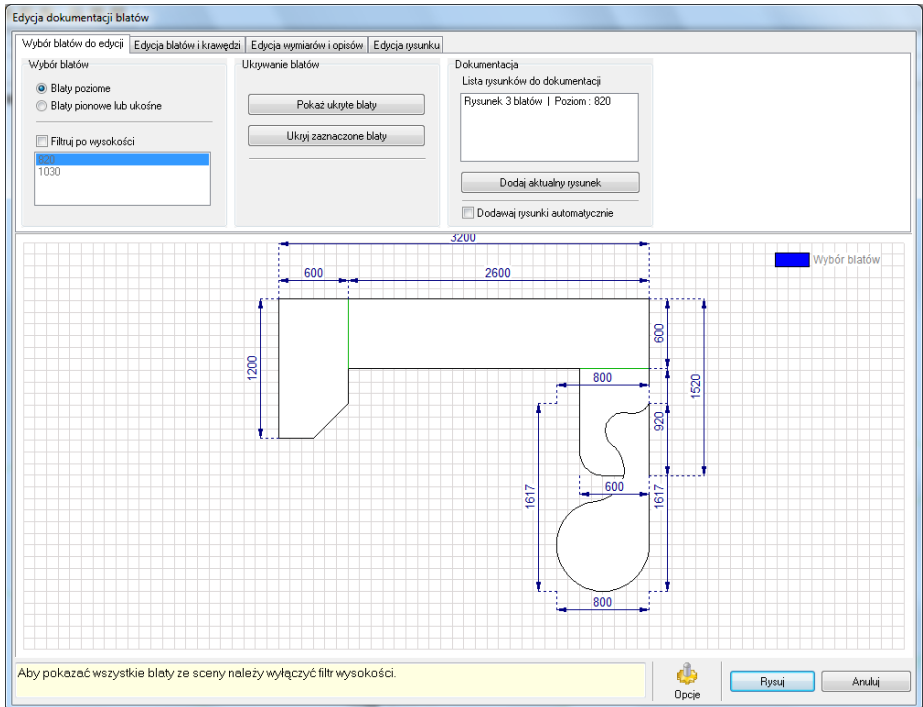 Edycja dokumentacji blatów
Wybór blatów do edycji
Edycja blatów i krawędzi
Edycja wymiarów i opisów
Edycja rysunku
Wybór blatów
Blaty poziome
Blaty pionowe lub ukośne
Filtruj po wysokości
820
1030
Ukrywanie blatów
Pokaż ukryte blaty
Ukryj zaznaczone blaty
Dokumentacja
Lista rysunków do dokumentacji
Rysunek 3 blatów | Poziom : 820
Dodaj aktualny rysunek
Dodawaj rysunki automatycznie
3200
Wybór blatów
600
2600
600
1200
800
1520
920
600
1617
1617
800
Aby pokazać wszystkie blaty ze sceny należy wyłączyć filtr wysokości.
Opcje
Rysuj
Anuluj